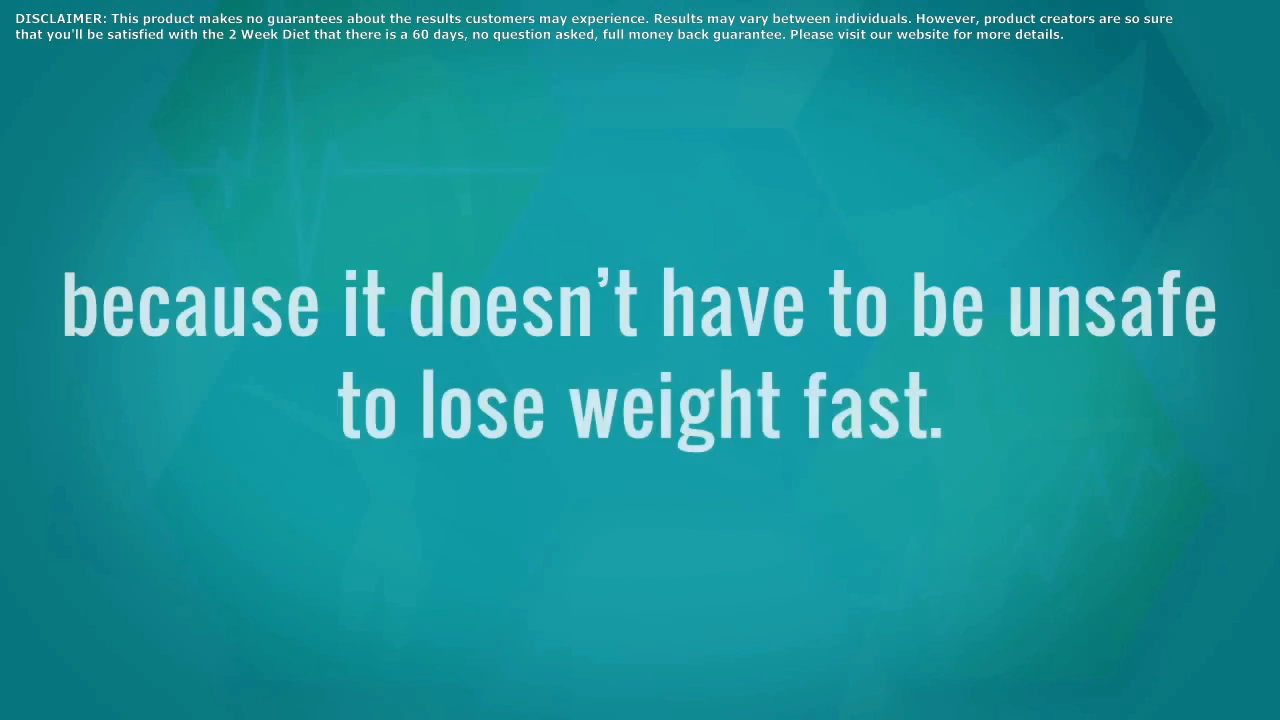 DISCLAIMER: This product makes no guarantees about the results customers may experience. Results may vary between individuals. However, product creators are so sure
that you'll be satisfied with the 2 Week Diet that there is a 60 days, no question asked, full money back guarantee. Please visit our website for more details.
because it doesn’t have to be unsafe
to lose weight fast.